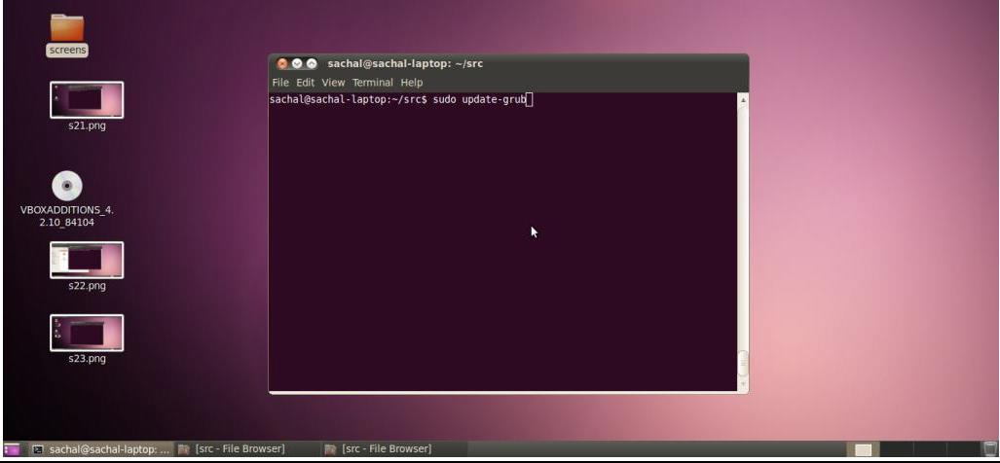 screens
s21.png
VBOXADDITIONS_4.
2.10_84104
s22.png
s23.png
sachal@sachal-laptop: ~/src
File Edit View Terminal Help
sachal@sachal-laptop:~/src$ sudo update-grub
sachal@sachal-laptop: ...
[src - File Browser]
[src - File Browser]